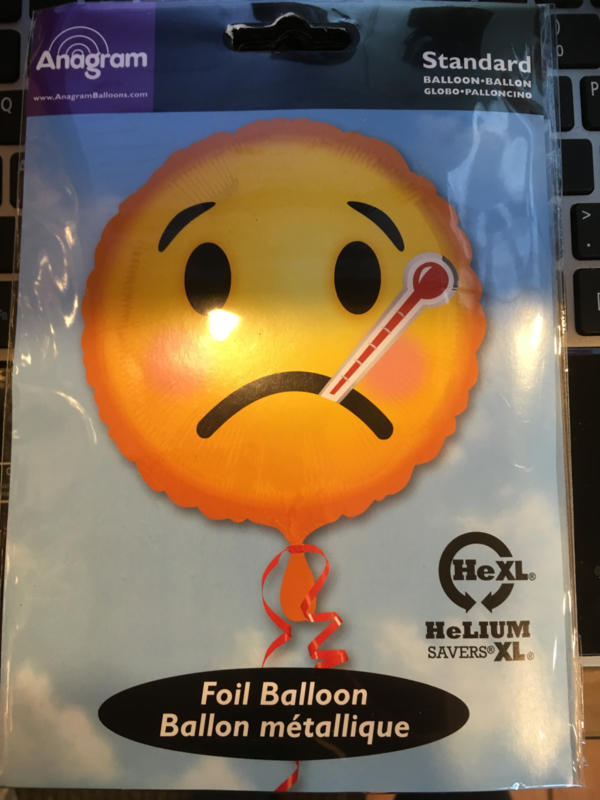 Anagram
www.AnagramBalloons.com
Standard
BALLOON•BALLON
GLOBO•PALLONCINO
HeXL®
HeLIUM
SAVERS®XL®
Foil Balloon
Ballon métallique
Q
P
>
.